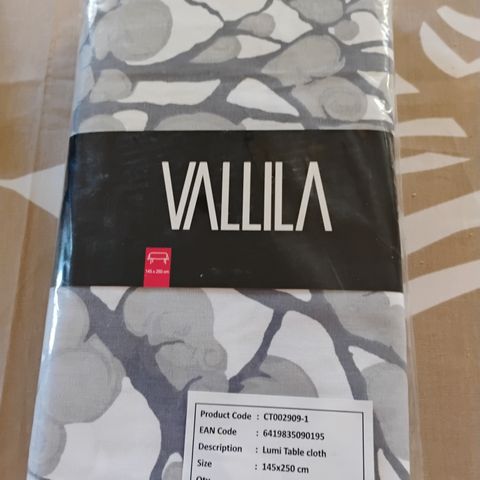 VALLILA
145 x 250 cm
Product Code : CT002909-1
EAN Code : 6419835090195
Description : Lumi Table cloth
Size : 145x250 cm